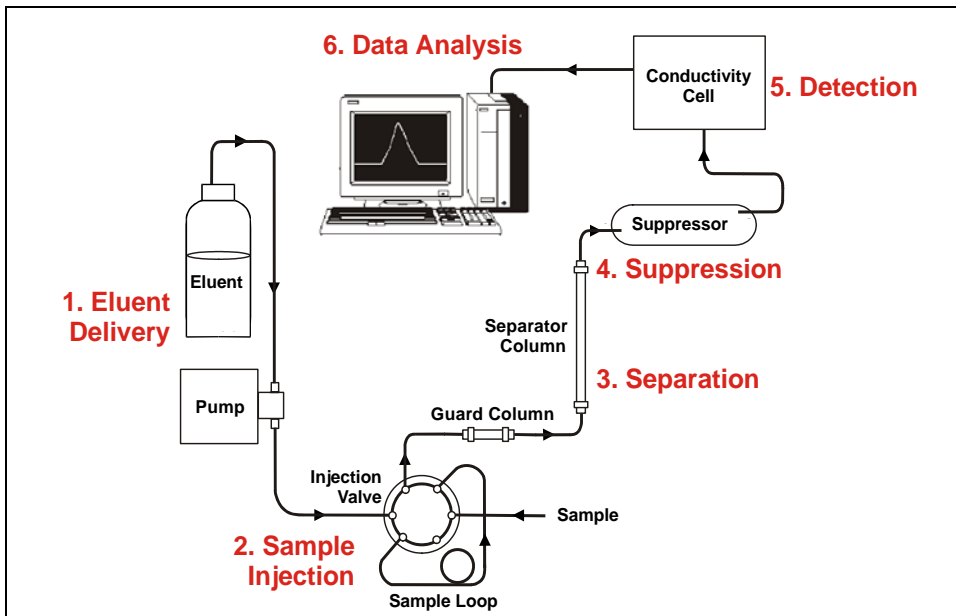 6. Data Analysis
Conductivity
Cell
5. Detection
Suppressor
4. Suppression
Eluent
1. Eluent
Delivery
Separator
Column
3. Separation
Pump
Guard Column
Injection
Valve
Sample
2. Sample
Injection
Sample Loop